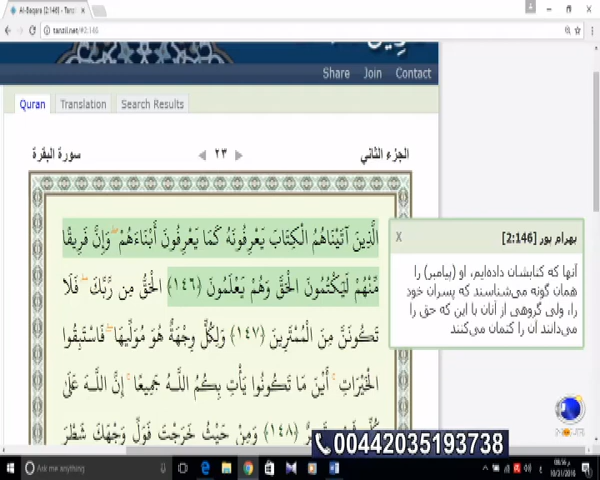 Al-Baqara [2:146] - Tanzil
tanzil.net/#2:146
Share Join Contact
Quran Translation Search Results
سورة البقرة ◄ ٢٣ ► الجزء الثاني
الَّذِينَ آتَيْنَاهُمُ الْكِتَابَ يَعْرِفُونَهُ كَمَا يَعْرِفُونَ أَبْنَاءَهُمْ ۖ وَإِنَّ فَرِيقًا
مِّنْهُمْ لَيَكْتُمُونَ الْحَقَّ وَهُمْ يَعْلَمُونَ ﴿١٤٦﴾ الْحَقُّ مِن رَّبِّكَ ۖ فَلَا
تَكُونَنَّ مِنَ الْمُمْتَرِينَ ﴿١٤٧﴾ وَلِكُلٍّ وِجْهَةٌ هُوَ مُوَلِّيهَا ۖ فَاسْتَبِقُوا
الْخَيْرَاتِ ۚ أَيْنَ مَا تَكُونُوا يَأْتِ بِكُمُ اللَّهُ جَمِيعًا ۚ إِنَّ اللَّهَ عَلَىٰ
﴿١٤٨﴾ وَمِنْ حَيْثُ خَرَجْتَ فَوَلِّ وَجْهَكَ شَطْرَ
X بهرام پور [2:146]
آنها که کتابشان داده‌ایم، او (پیامبر) را
همان گونه می‌شناسند که پسران خود
را، ولی گروهی از آنان با این که حق را
می‌دانند آن را کتمان می‌کنند
00442035193738
Ask me anything
10/31/2016